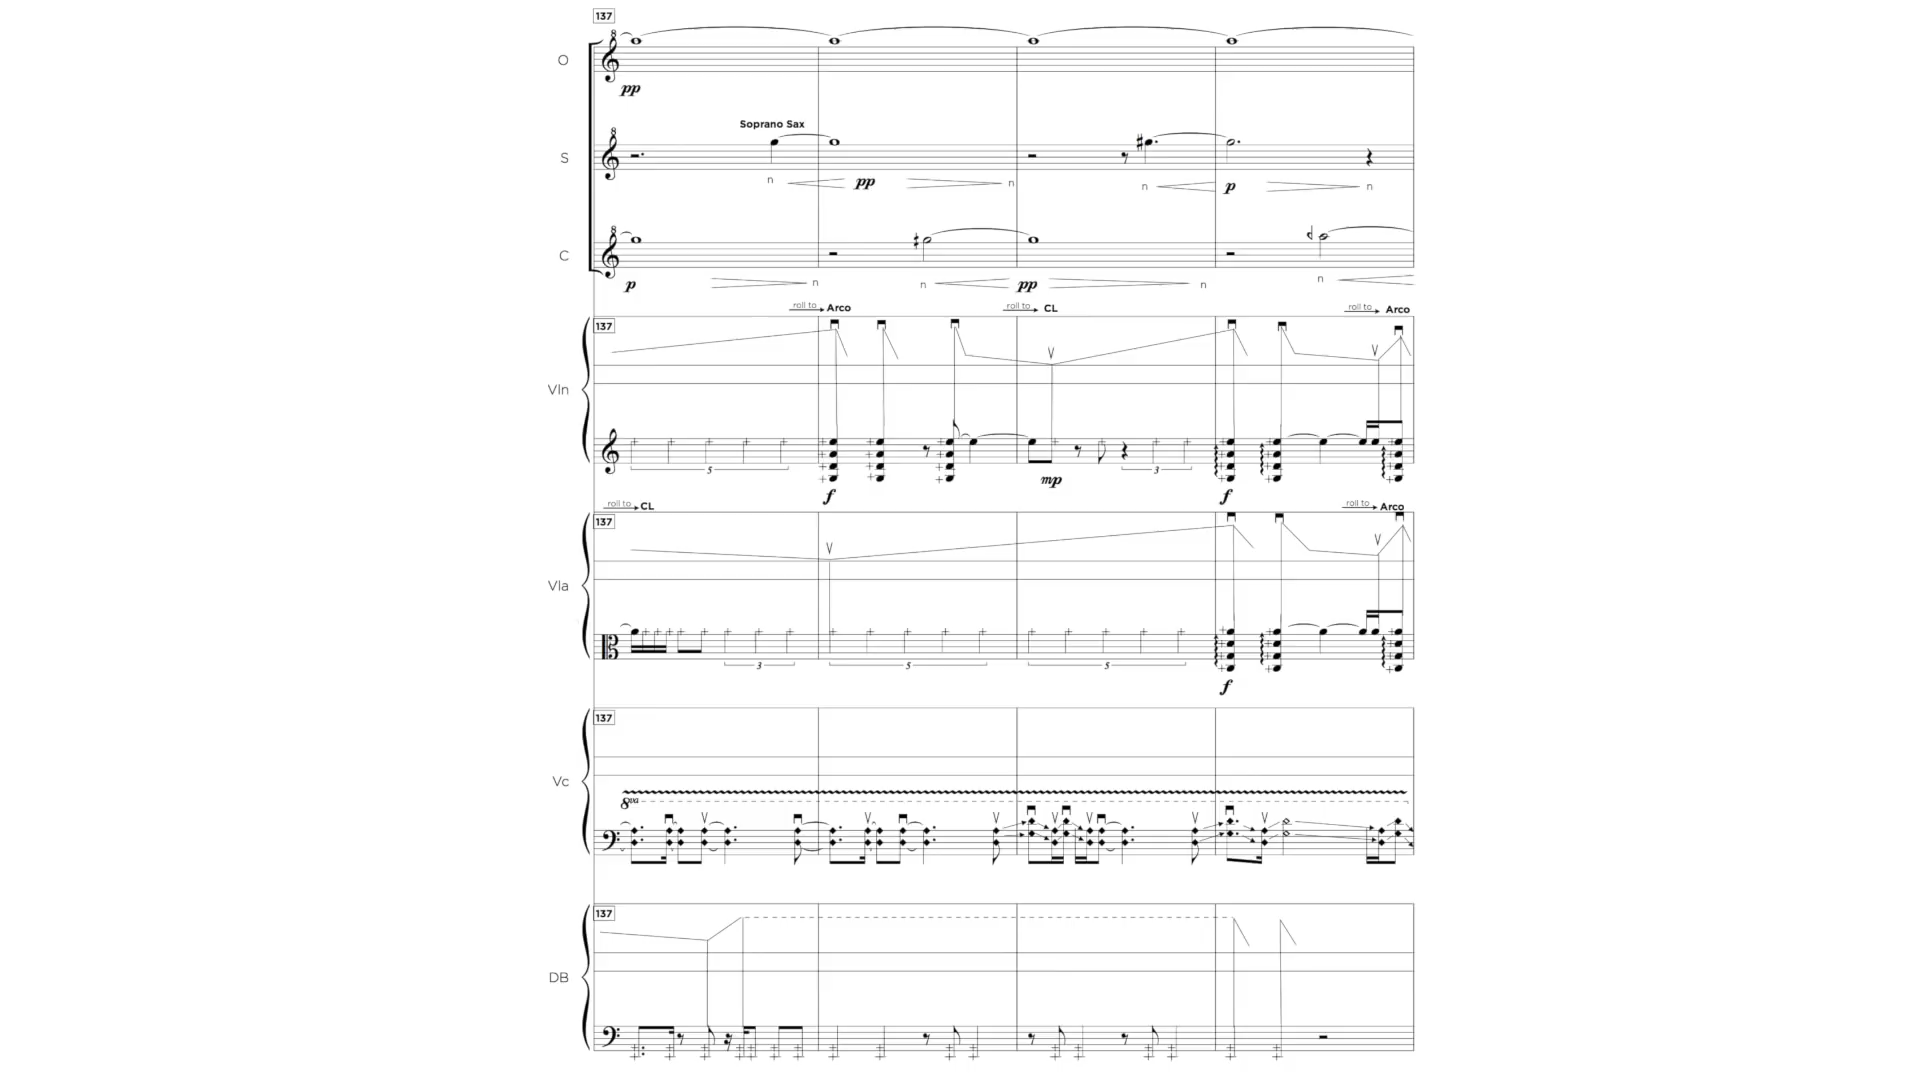 137
O
pp
Soprano Sax
S
n pp n n p n
C
p n n pp n n
roll to Arco roll to CL roll to Arco
137
Vln
5 3
mp
f f
roll to CL roll to Arco
137
Vla
3 5 5
f
137
Vc
8va
137
DB